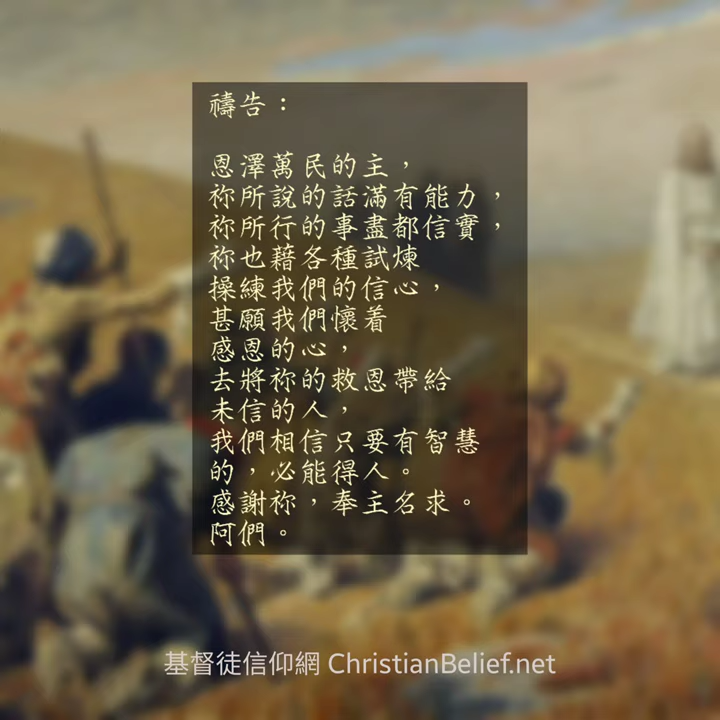 禱告：
恩澤萬民的主，
祢所說的話滿有能力，
祢所行的事盡都信實，
祢也藉各種試煉
操練我們的信心，
甚願我們懷着
感恩的心，
去將祢的救恩帶給
未信的人，
我們相信只要有智慧
的，必能得人。
感謝祢，奉主名求。
阿們。
基督徒信仰網 ChristianBelief.net